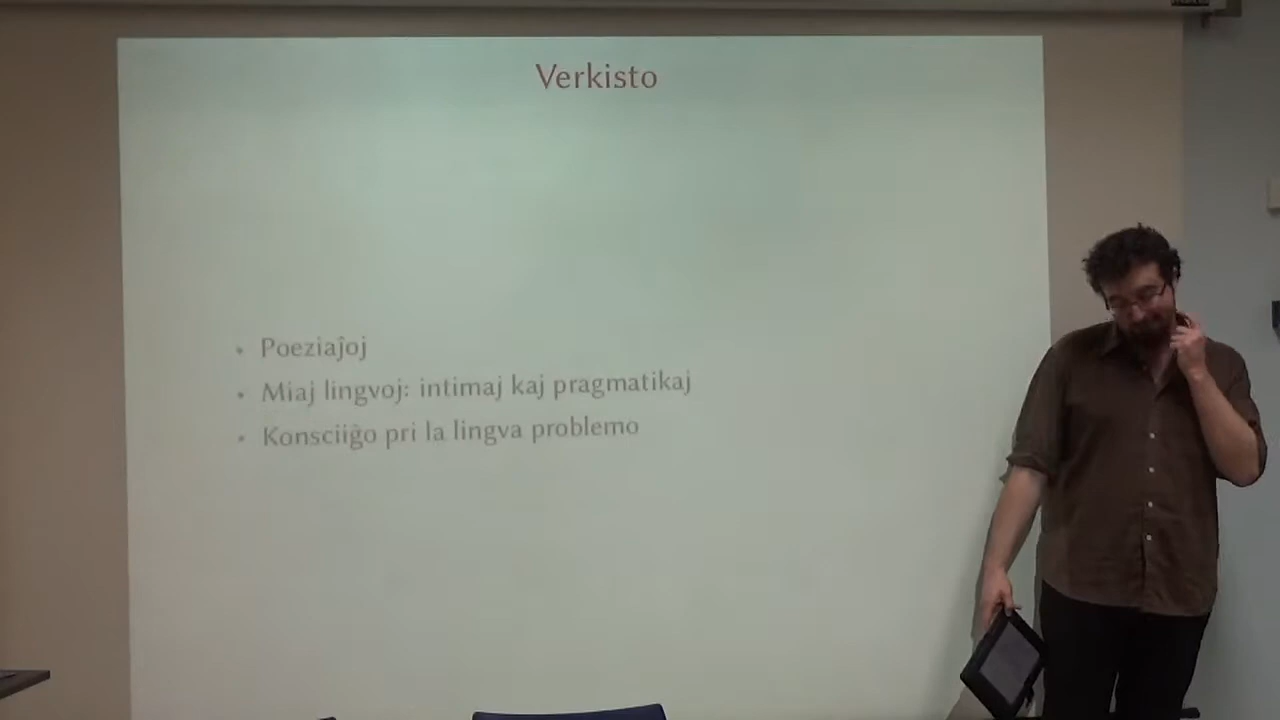 Verkisto
• Poeziaĵoj
• Miaj lingvoj: intimaj kaj pragmatikaj
• Konsciiĝo pri la lingva problemo